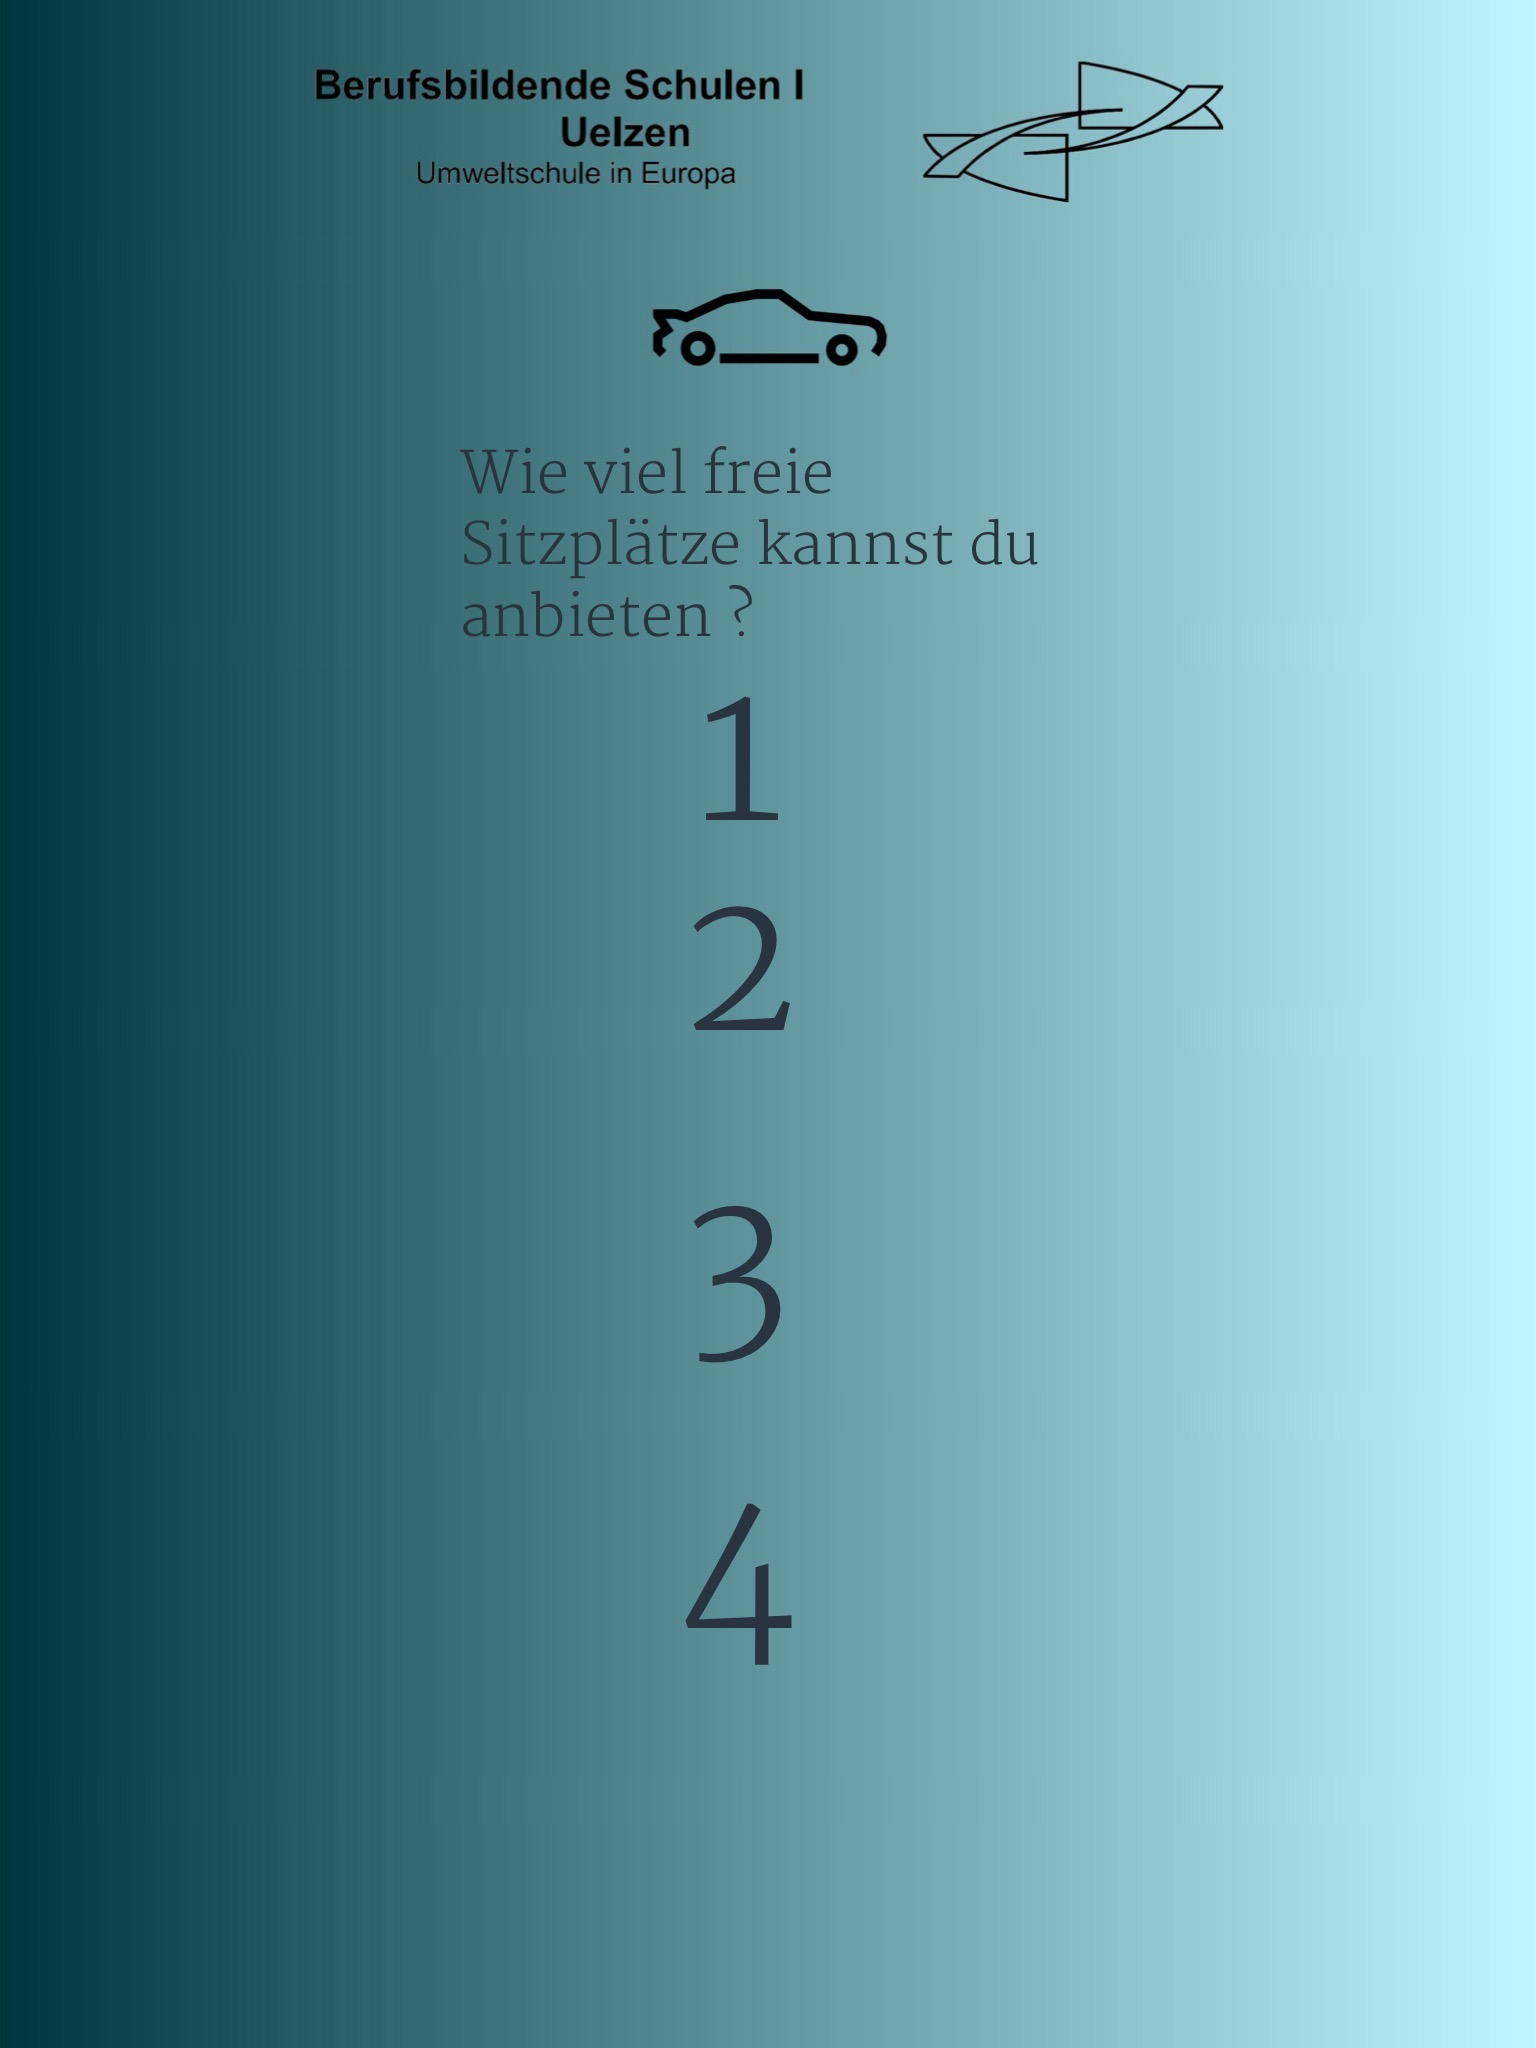 Berufsbildende Schulen I
Uelzen
Umweltschule in Europa
Wie viel freie
Sitzplätze kannst du
anbieten ?
1
2
3
4